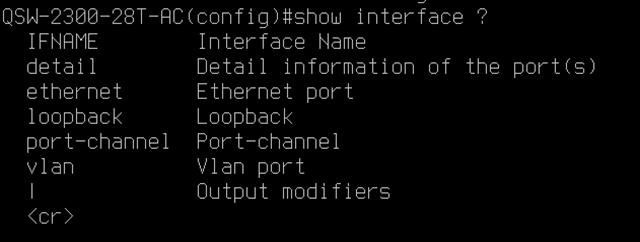 QSW-2300-28T-AC(config)#show interface ?
IFNAME Interface Name
detail Detail information of the port(s)
ethernet Ethernet port
loopback Loopback
port-channel Port-channel
vlan Vlan port
| Output modifiers
<cr>